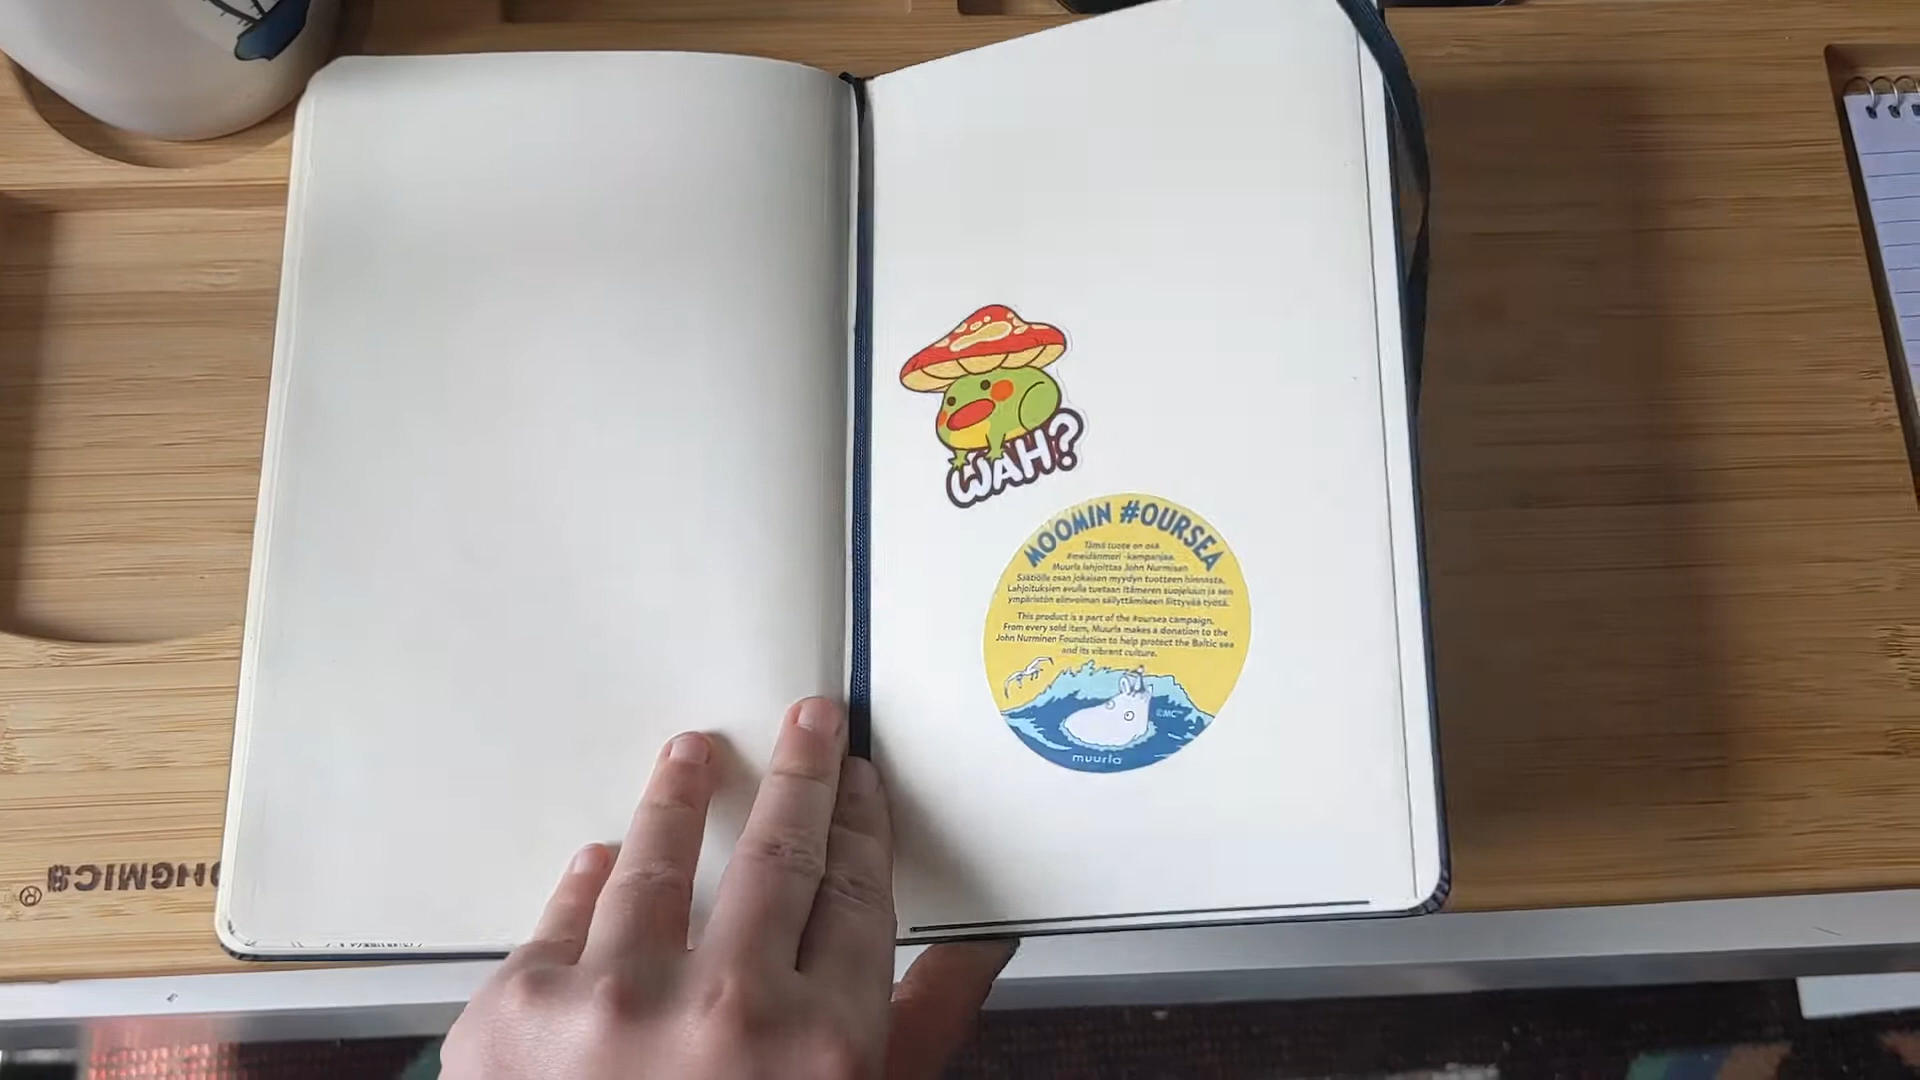 WAH?
MOOMIN #OURSEA
Tämä tuote on osa
#meidänmeri -kampanjaa.
Muurla lahjoittaa John Nurmisen
Säätiölle osan jokaisen myydyn tuotteen hinnasta.
Lahjoituksien avulla tuetaan Itämeren suojeluun ja sen
ympäristön elinvoiman säilyttämiseen liittyvää työtä.
This product is a part of the #oursea campaign.
From every sold item, Muurla makes a donation to the
John Nurminen Foundation to help protect the Baltic sea
and its vibrant culture.
©MC™
muurla
ONGMICS®